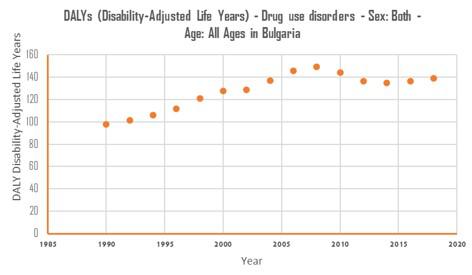 DALYs (Disability-Adjusted Life Years) - Drug use disorders - Sex: Both -
Age: All Ages in Bulgaria
DALY Disability-Adjusted Life Years
160
140
120
100
80
60
40
20
0
1985 1990 1995 2000 2005 2010 2015 2020
Year